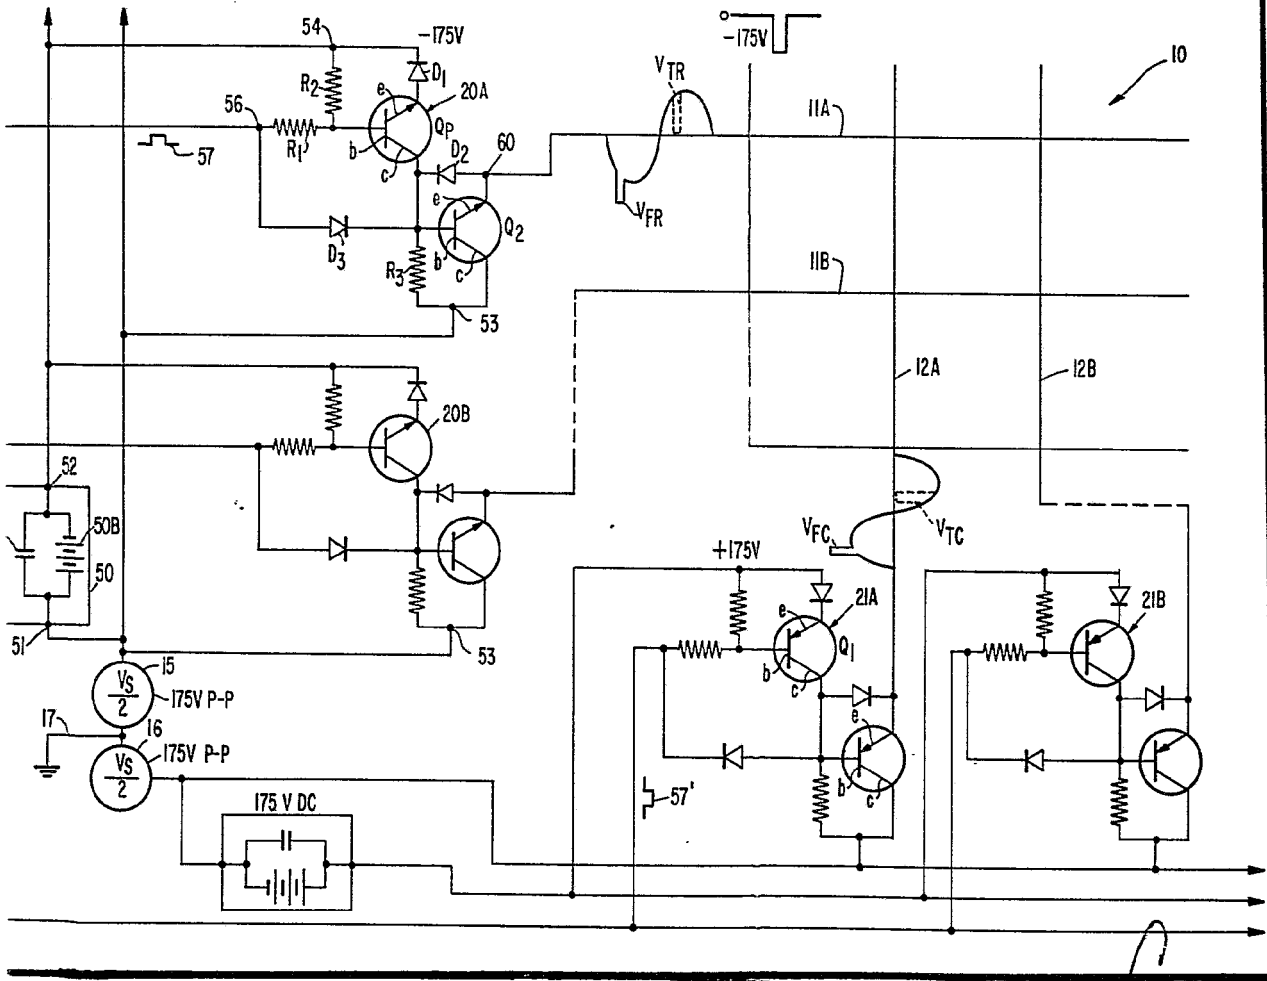 54
-175V
-175V
10
V TR
R2
D1
e
20A
56
11A
R1
b
QP
57
c
D2
60
VFR
e
Q2
D3
b
R3
c
11B
53
12A
12B
20B
52
50B
VFC
VTC
50
+175V
51
53
e
21A
21B
15
Q1
VS/2
175V P-P
b
c
17
16
VS/2
175V P-P
e
57'
b
c
175 V DC